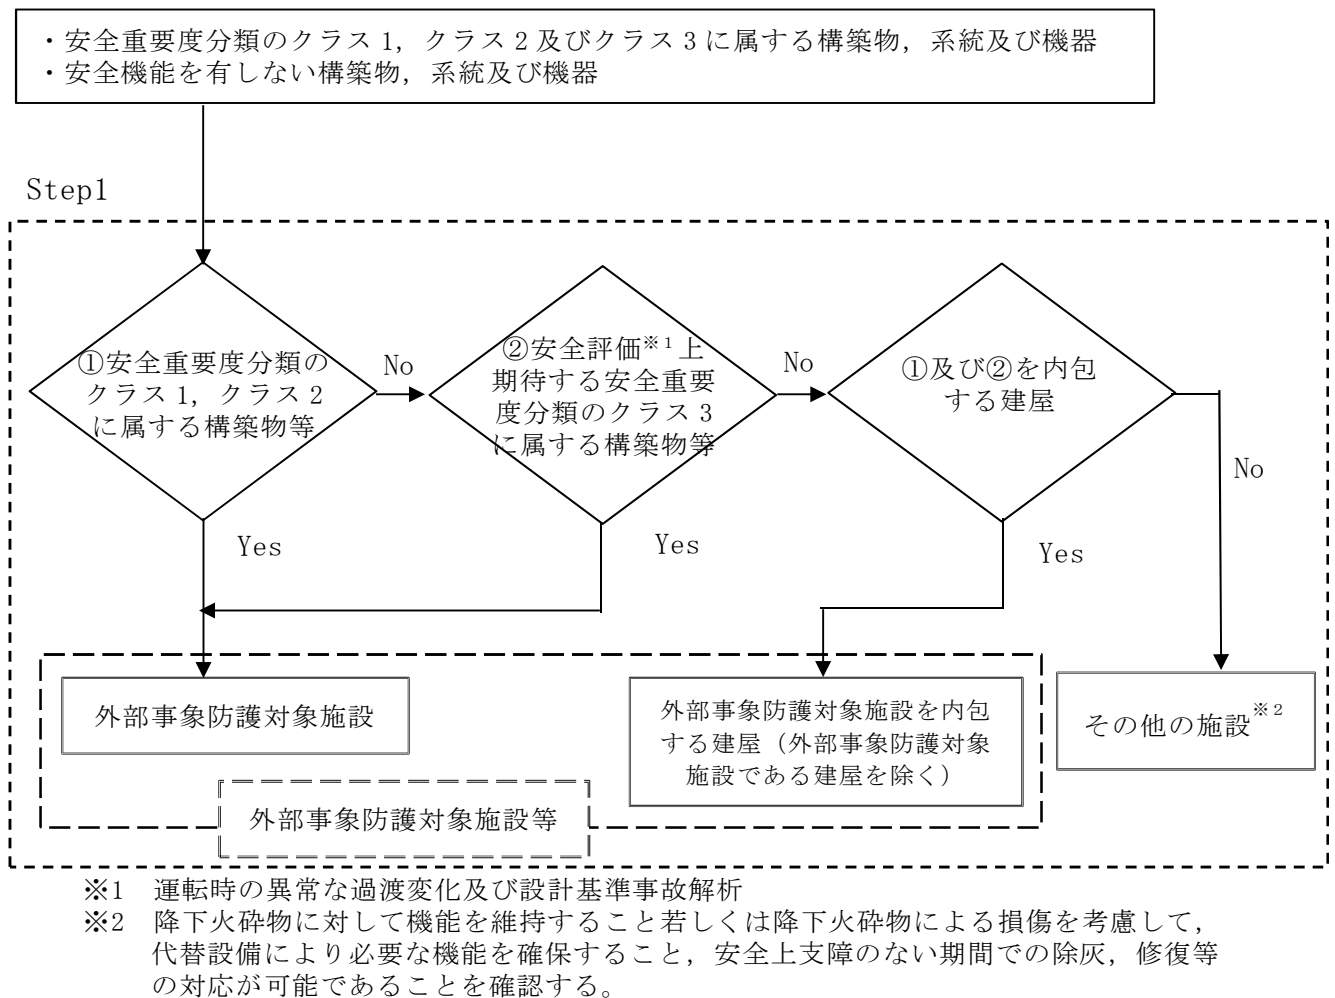 ・安全重要度分類のクラス1，クラス2及びクラス3に属する構築物，系統及び機器
・安全機能を有しない構築物，系統及び機器
Step1
①安全重要度分類の
クラス1，クラス2
に属する構築物等
No
②安全評価※1上
期待する安全重要
度分類のクラス3
に属する構築物等
No
①及び②を内包
する建屋
No
Yes
Yes
Yes
外部事象防護対象施設
外部事象防護対象施設を内包
する建屋（外部事象防護対象
施設である建屋を除く）
その他の施設※2
外部事象防護対象施設等
※1　運転時の異常な過渡変化及び設計基準事故解析
※2　降下火砕物に対して機能を維持すること若しくは降下火砕物による損傷を考慮して，
代替設備により必要な機能を確保すること，安全上支障のない期間での除灰，修復等
の対応が可能であることを確認する。